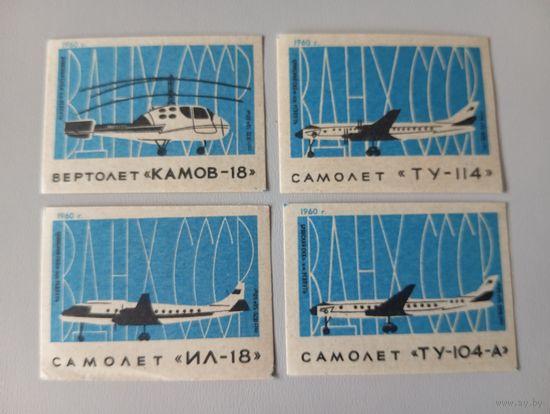 1960 г.
ВДНХ СССР
ВЕРТОЛЕТ «КАМОВ-18»
1960 г.
ВДНХ СССР
САМОЛЕТ «ТУ-114»
1960 г.
ВДНХ СССР
САМОЛЕТ «ИЛ-18»
1960 г.
ВДНХ СССР
САМОЛЕТ «ТУ-104-А»
ay.by